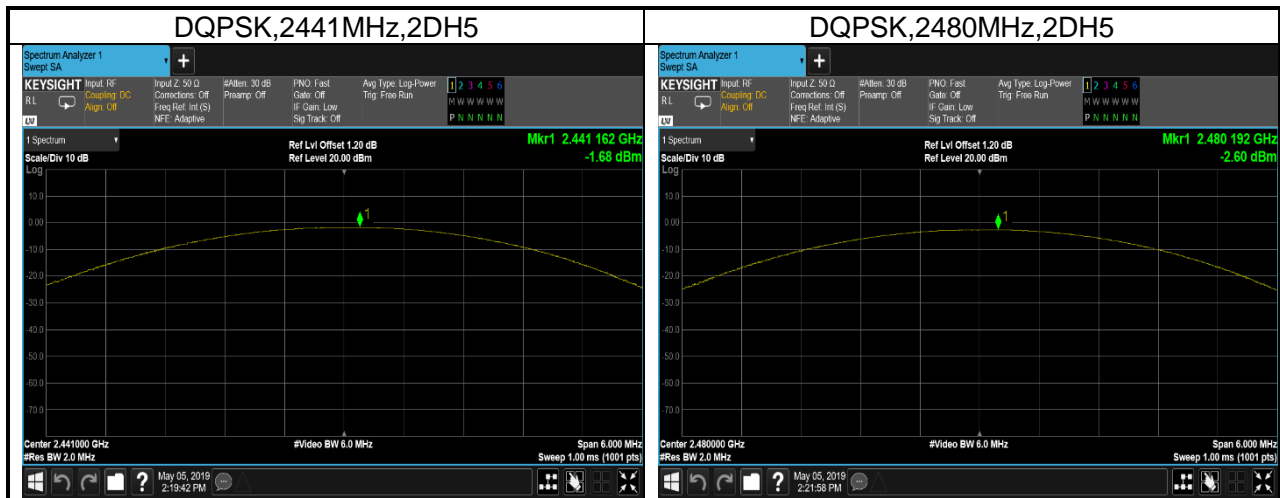 DQPSK,2441MHz,2DH5
Spectrum Analyzer 1
Swept SA
+
KEYSIGHT
R L
LXI
Input: RF
Coupling: DC
Align: Off
Input Z: 50 Ω
Corrections: Off
Freq Ref: Int (S)
NFE: Adaptive
#Atten: 30 dB
Preamp: Off
PNO: Fast
Gate: Off
IF Gain: Low
Sig Track: Off
Avg Type: Log-Power
Trig: Free Run
1 2 3 4 5 6
M W W W W W
P N N N N N
1 Spectrum
Scale/Div 10 dB
Ref Lvl Offset 1.20 dB
Ref Level 20.00 dBm
Mkr1 2.441 162 GHz
-1.68 dBm
Log
10.0
0.00
-10.0
-20.0
-30.0
-40.0
-50.0
-60.0
-70.0
1
Center 2.441000 GHz
#Res BW 2.0 MHz
#Video BW 6.0 MHz
Span 6.000 MHz
Sweep 1.00 ms (1001 pts)
?
May 05, 2019
2:19:42 PM
DQPSK,2480MHz,2DH5
Spectrum Analyzer 1
Swept SA
+
KEYSIGHT
R L
LXI
Input: RF
Coupling: DC
Align: Off
Input Z: 50 Ω
Corrections: Off
Freq Ref: Int (S)
NFE: Adaptive
#Atten: 30 dB
Preamp: Off
PNO: Fast
Gate: Off
IF Gain: Low
Sig Track: Off
Avg Type: Log-Power
Trig: Free Run
1 2 3 4 5 6
M W W W W W
P N N N N N
1 Spectrum
Scale/Div 10 dB
Ref Lvl Offset 1.20 dB
Ref Level 20.00 dBm
Mkr1 2.480 192 GHz
-2.60 dBm
Log
10.0
0.00
-10.0
-20.0
-30.0
-40.0
-50.0
-60.0
-70.0
1
Center 2.480000 GHz
#Res BW 2.0 MHz
#Video BW 6.0 MHz
Span 6.000 MHz
Sweep 1.00 ms (1001 pts)
?
May 05, 2019
2:21:58 PM